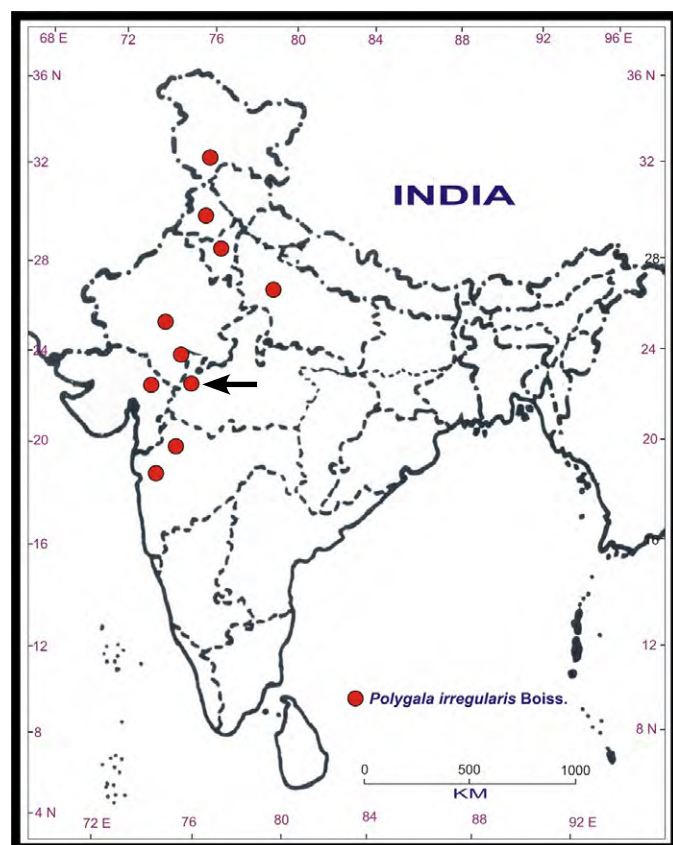 68 E 72 76 80 84 88 92 96 E
36 N 36 N
32 32
INDIA
28 28
24 24
20 20
16 16
12 12
Polygala irregularis Boiss.
8 8 N
0 500 1000
KM
4 N
72 E 76 80 84 88 92 E